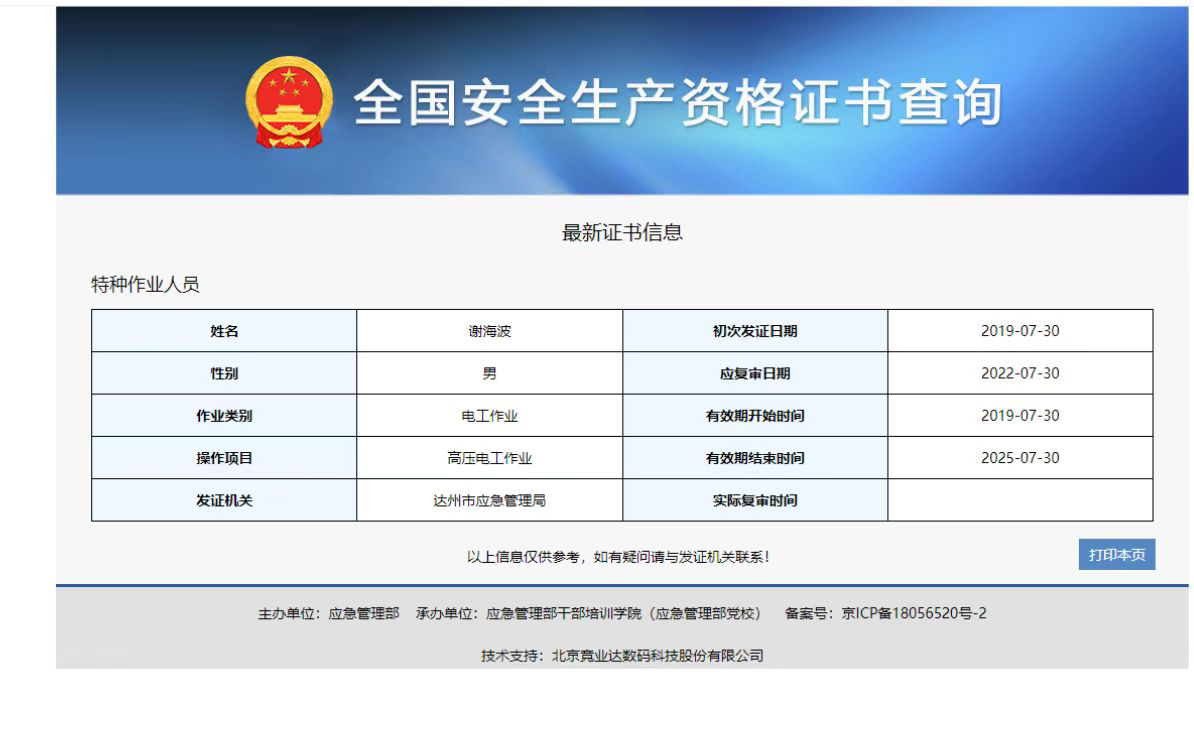 全国安全生产资格证书查询
最新证书信息
特种作业人员
姓名 谢海波 初次发证日期 2019-07-30
性别 男 应复审日期 2022-07-30
作业类别 电工作业 有效期开始时间 2019-07-30
操作项目 高压电工作业 有效期结束时间 2025-07-30
发证机关 达州市应急管理局 实际复审时间
以上信息仅供参考，如有疑问请与发证机关联系！
打印本页
主办单位：应急管理部 承办单位：应急管理部干部培训学院（应急管理部党校） 备案号：京ICP备18056520号-2
技术支持：北京竟业达数码科技股份有限公司